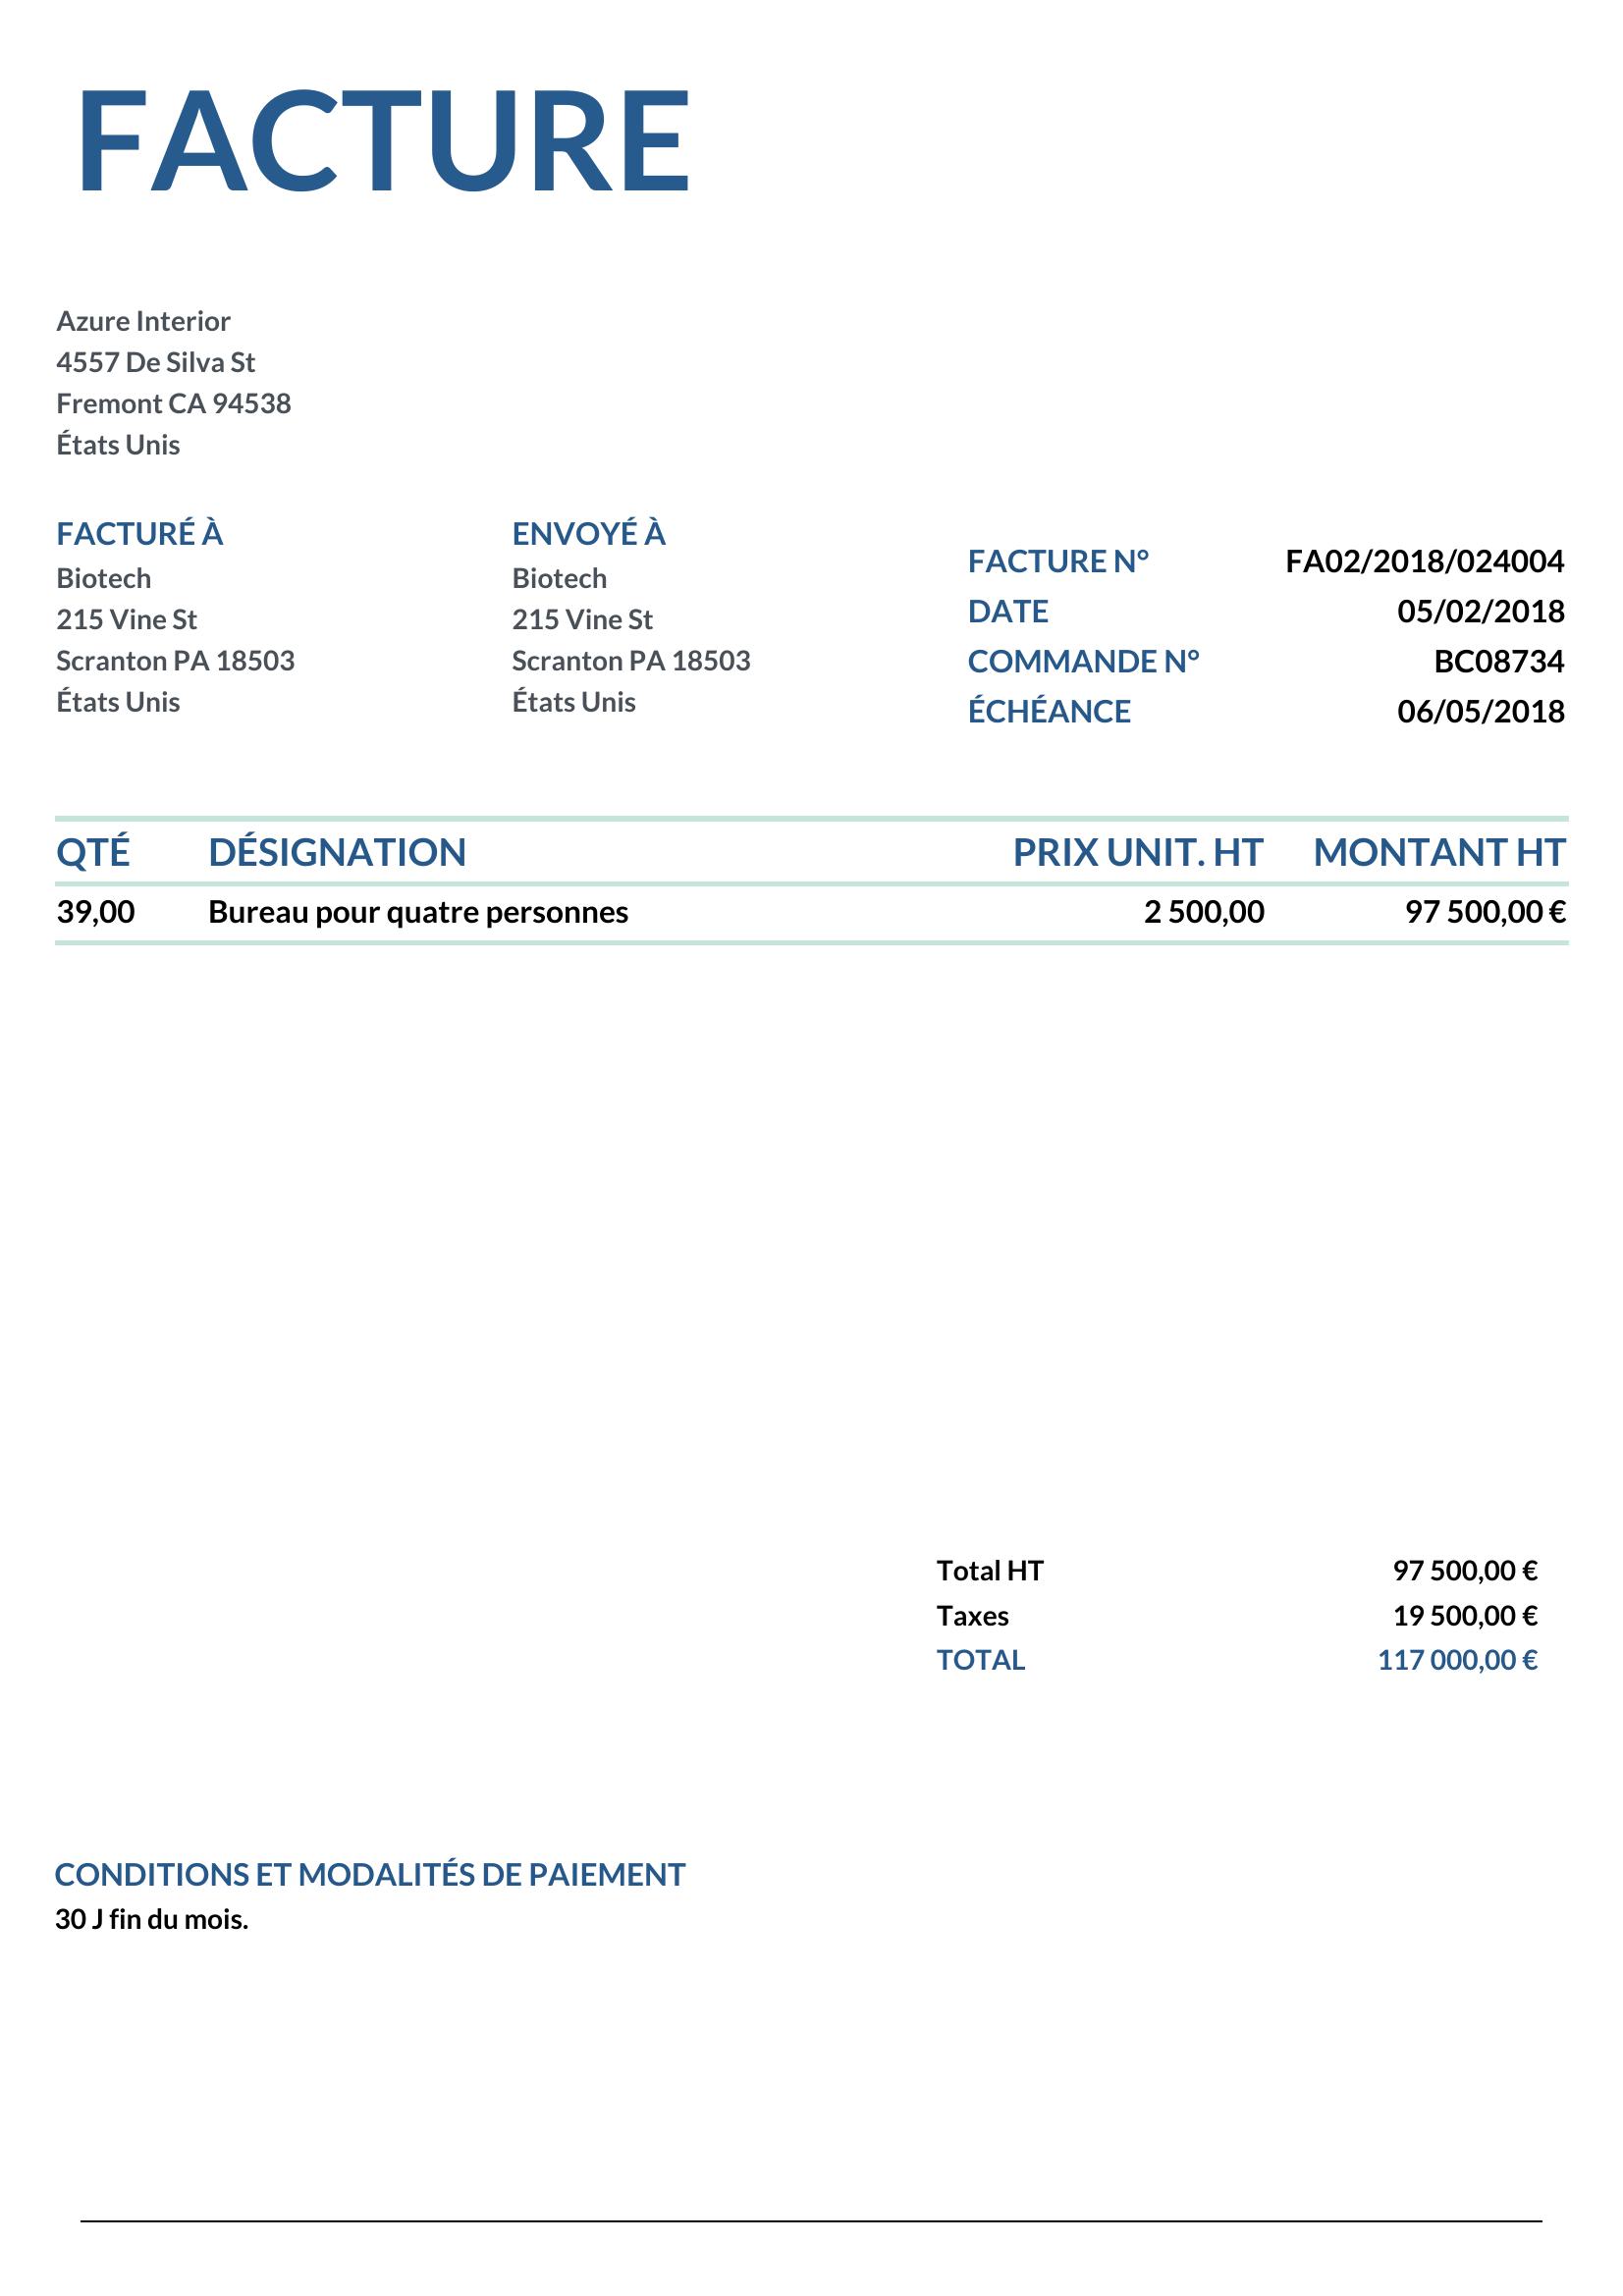 FACTURE
Azure Interior
4557 De Silva St
Fremont CA 94538
États Unis
FACTURÉ À
Biotech
215 Vine St
Scranton PA 18503
États Unis
ENVOYÉ À
Biotech
215 Vine St
Scranton PA 18503
États Unis
FACTURE N° FA02/2018/024004
DATE 05/02/2018
COMMANDE N° BC08734
ÉCHÉANCE 06/05/2018
QTÉ DÉSIGNATION PRIX UNIT. HT MONTANT HT
39,00 Bureau pour quatre personnes 2 500,00 97 500,00 €
Total HT 97 500,00 €
Taxes 19 500,00 €
TOTAL 117 000,00 €
CONDITIONS ET MODALITÉS DE PAIEMENT
30 J fin du mois.